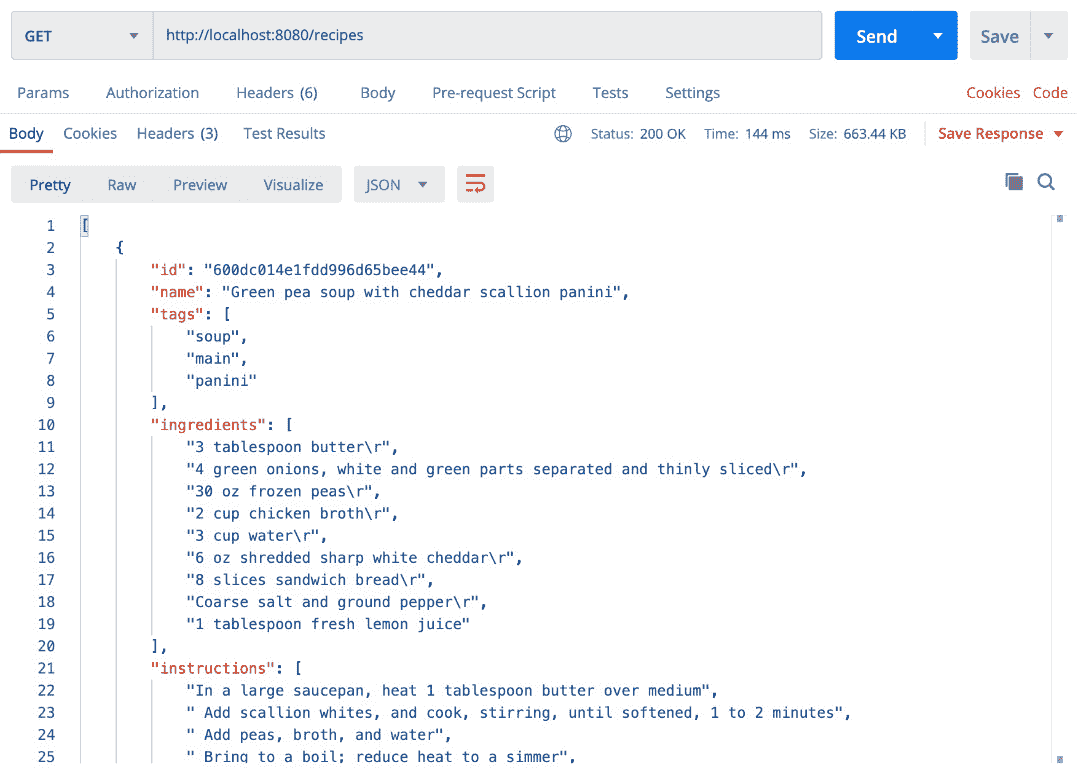 GET http://localhost:8080/recipes Send Save
Params Authorization Headers (6) Body Pre-request Script Tests Settings Cookies Code
Body Cookies Headers (3) Test Results Status: 200 OK Time: 144 ms Size: 663.44 KB Save Response
Pretty Raw Preview Visualize JSON
1 [
2 {
3 "id": "600dc014e1fdd996d65bee44",
4 "name": "Green pea soup with cheddar scallion panini",
5 "tags": [
6 "soup",
7 "main",
8 "panini"
9 ],
10 "ingredients": [
11 "3 tablespoon butter\r",
12 "4 green onions, white and green parts separated and thinly sliced\r",
13 "30 oz frozen peas\r",
14 "2 cup chicken broth\r",
15 "3 cup water\r",
16 "6 oz shredded sharp white cheddar\r",
17 "8 slices sandwich bread\r",
18 "Coarse salt and ground pepper\r",
19 "1 tablespoon fresh lemon juice"
20 ],
21 "instructions": [
22 "In a large saucepan, heat 1 tablespoon butter over medium",
23 " Add scallion whites, and cook, stirring, until softened, 1 to 2 minutes",
24 " Add peas, broth, and water",
25 " Bring to a boil; reduce heat to a simmer",